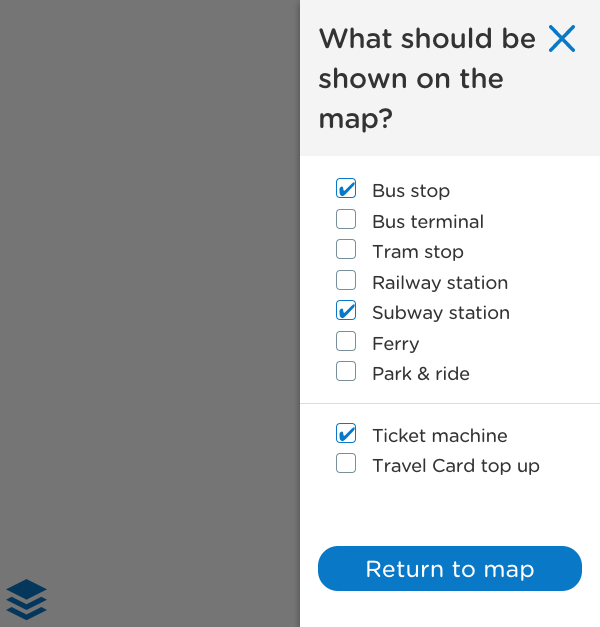 What should be
shown on the
map?
Bus stop
Bus terminal
Tram stop
Railway station
Subway station
Ferry
Park & ride
Ticket machine
Travel Card top up
Return to map